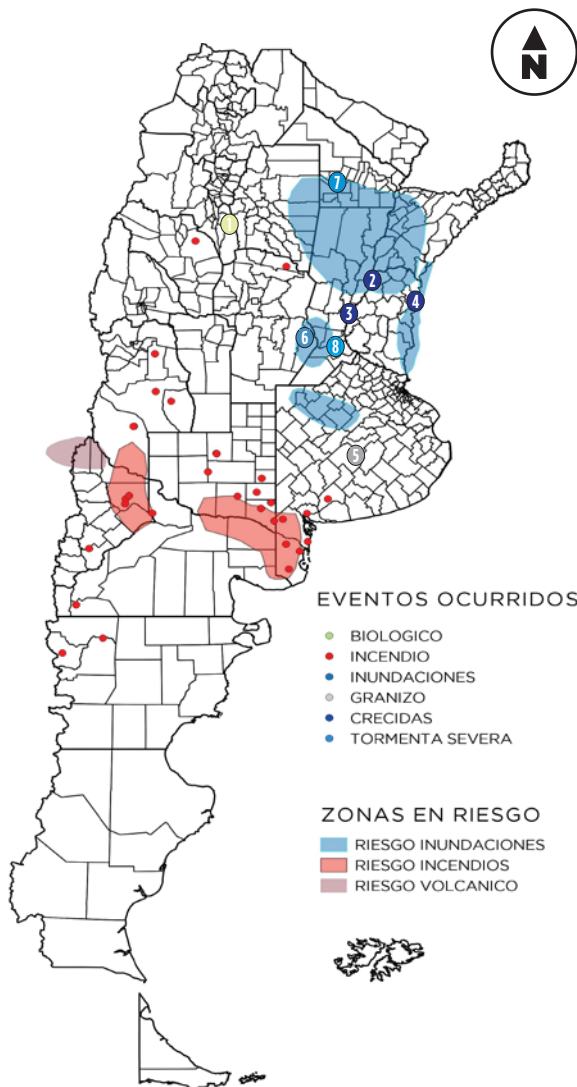 N
7
1
2
4
3
6
8
5
EVENTOS OCURRIDOS
BIOLOGICO
INCENDIO
INUNDACIONES
GRANIZO
CRECIDAS
TORMENTA SEVERA
ZONAS EN RIESGO
RIESGO INUNDACIONES
RIESGO INCENDIOS
RIESGO VOLCANICO